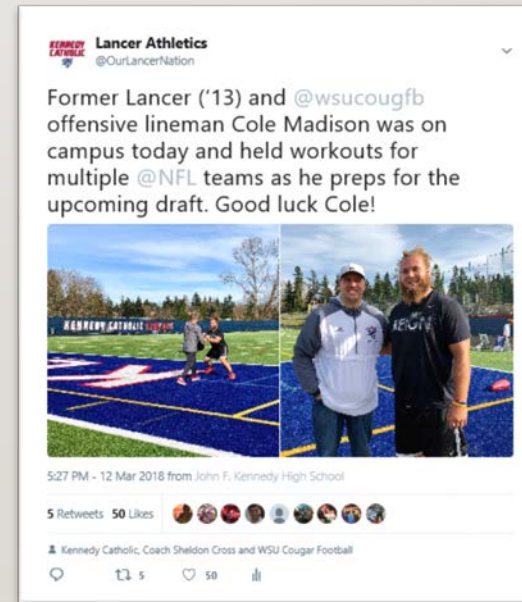 KENNEDY
CATHOLIC
Lancer Athletics
@OurLancerNation
Former Lancer (‘13) and @wsucougfb
offensive lineman Cole Madison was on
campus today and held workouts for
multiple @NFL teams as he preps for the
upcoming draft. Good luck Cole!
KENNEDY CATHOLIC
REIGN
5:27 PM - 12 Mar 2018 from John F. Kennedy High School
5 Retweets 50 Likes
Kennedy Catholic, Coach Sheldon Cross and WSU Cougar Football
5 50